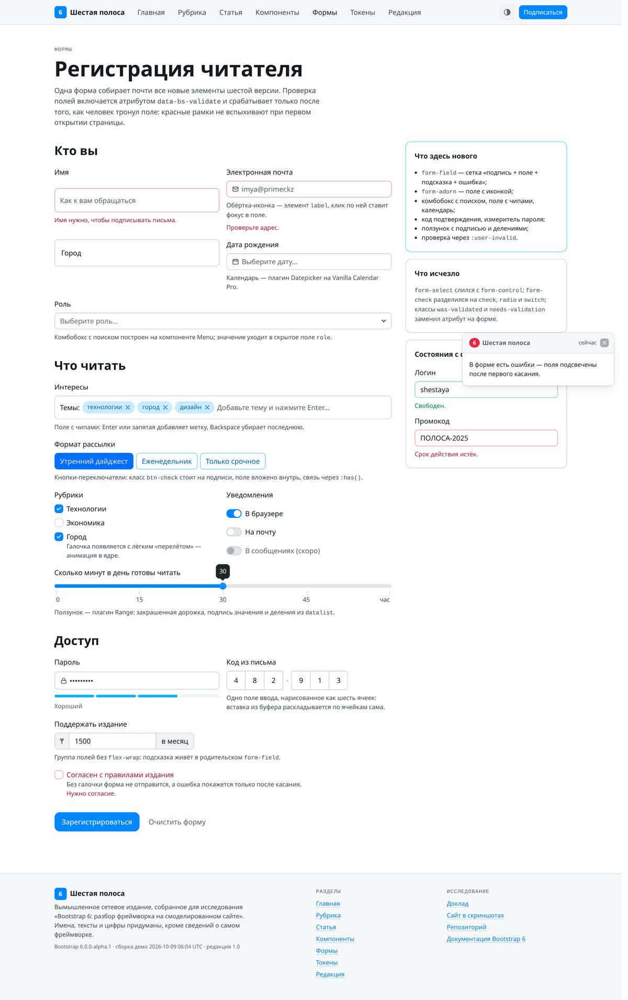 6 Шестая полоса Главная Рубрика Статья Компоненты Формы Токены Редакция Подписаться
ФОРМЫ
Регистрация читателя
Одна форма собирает почти все новые элементы шестой версии. Проверка
полей включается атрибутом data-bs-validate и срабатывает только после
того, как человек тронул поле: красные рамки не вспыхивают при первом
открытии страницы.
Кто вы
Имя
Как к вам обращаться
Имя нужно, чтобы подписывать письма.
Электронная почта
imya@primer.kz
Обёртка-иконка — элемент label, клик по ней ставит
фокус в поле.
Проверьте адрес.
Город
Дата рождения
Выберите дату...
Календарь — плагин Datepicker на Vanilla Calendar
Pro.
Роль
Выберите роль...
Комбобокс с поиском построен на компоненте Menu; значение уходит в скрытое поле role.
Что читать
Интересы
Темы: технологии город дизайн Добавьте тему и нажмите Enter...
Поле с чипами: Enter или запятая добавляет метку, Backspace убирает последнюю.
Формат рассылки
Утренний дайджест Еженедельник Только срочное
Кнопки-переключатели: класс btn-check стоит на подписи, поле вложено внутрь, связь через :has().
Рубрики
Технологии
Экономика
Город
Галочка появляется с лёгким «перелётом» —
анимация в ядре.
Уведомления
В браузере
На почту
В сообщениях (скоро)
Сколько минут в день готовы читать
30
0 15 30 45 час
Ползунок — плагин Range: закрашенная дорожка, подпись значения и деления из datalist.
Доступ
Пароль
•••••••••
Хороший
Код из письма
4 8 2 · 9 1 3
Одно поле ввода, нарисованное как шесть ячеек:
вставка из буфера раскладывается по ячейкам сама.
Поддержать издание
₸ 1500 в месяц
Группа полей без flex-wrap: подсказка живёт в родительском form-field.
Согласен с правилами издания
Без галочки форма не отправится, а ошибка покажется только после касания.
Нужно согласие.
Зарегистрироваться Очистить форму
Что здесь нового
• form-field — сетка «подпись + поле +
подсказка + ошибка»;
• form-adorn — поле с иконкой;
• комбобокс с поиском, поле с чипами,
календарь;
• код подтверждения, измеритель пароля;
• ползунок с подписью и делениями;
• проверка через :user-invalid.
Что исчезло
form-select слился с form-control; form-
check разделился на check, radio и switch;
классы was-validated и needs-validation
заменил атрибут на форме.
Состояния с
6 Шестая полоса сейчас
В форме есть ошибки — поля подсвечены
после первого касания.
Логин
shestaya
Свободен.
Промокод
ПОЛОСА-2025
Срок действия истёк.
6 Шестая полоса
Вымышленное сетевое издание, собранное для исследования
«Bootstrap 6: разбор фреймворка на смоделированном сайте».
Имена, тексты и цифры придуманы, кроме сведений о самом
фреймворке.
Bootstrap 6.0.0-alpha.1 · сборка демо 2026-10-09 06:04 UTC · редакция 1.0
РАЗДЕЛЫ
Главная
Рубрика
Статья
Компоненты
Формы
Токены
Редакция
ИССЛЕДОВАНИЕ
Доклад
Сайт в скриншотах
Репозиторий
Документация Bootstrap 6